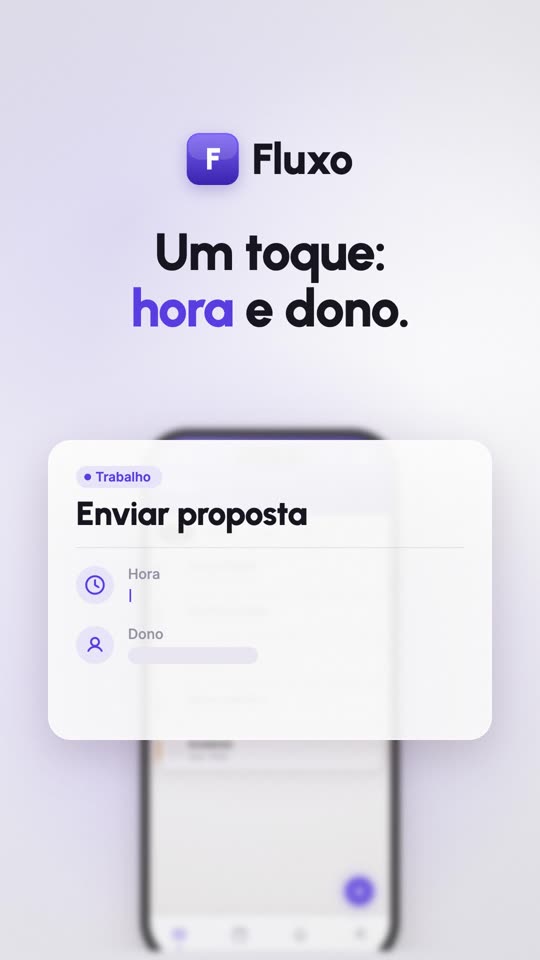 F Fluxo
Um toque:
hora e dono.
Trabalho
Enviar proposta
Hora
Dono